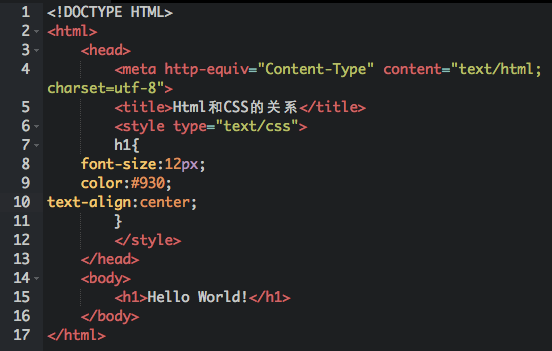 1 <!DOCTYPE HTML>
2 <html>
3 <head>
4 <meta http-equiv="Content-Type" content="text/html;
charset=utf-8">
5 <title>Html和CSS的关系</title>
6 <style type="text/css">
7 h1{
8 font-size:12px;
9 color:#930;
10 text-align:center;
11 }
12 </style>
13 </head>
14 <body>
15 <h1>Hello World!</h1>
16 </body>
17 </html>